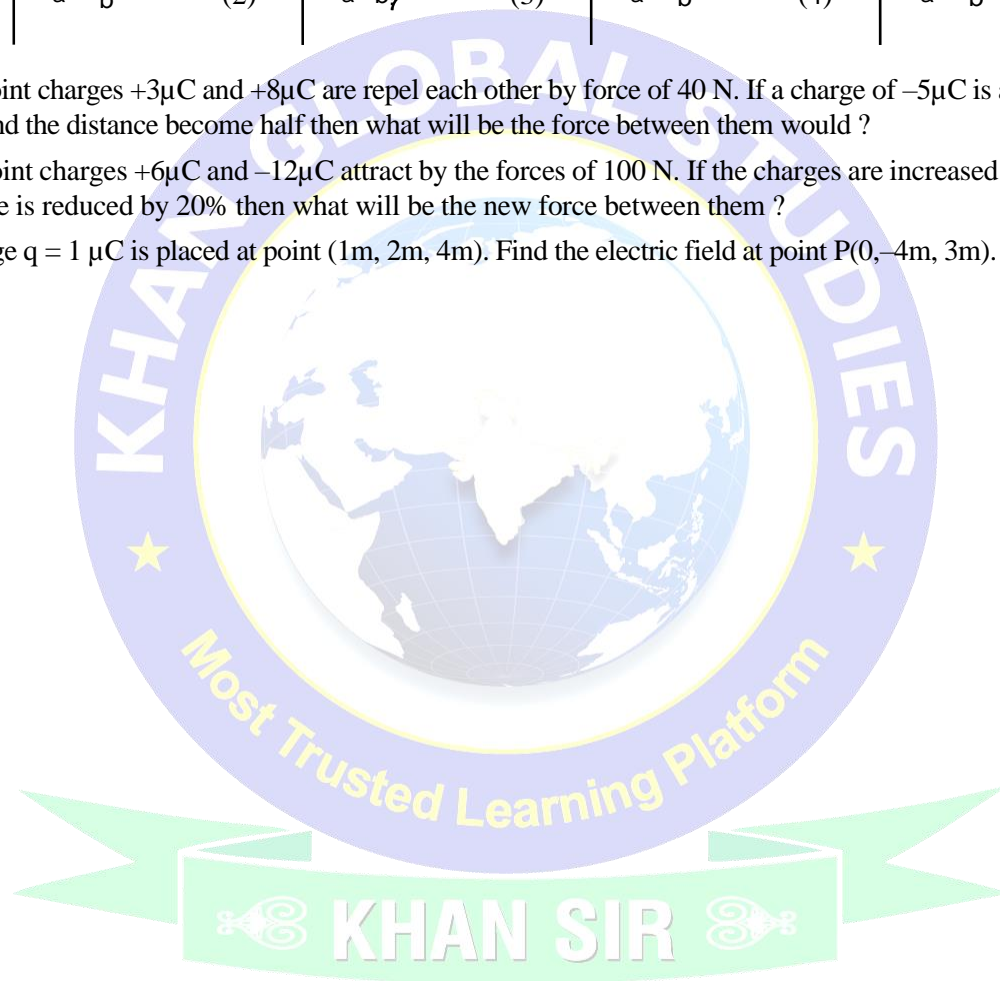 (2) (3) (4)
oint charges +3µC and +8µC are repel each other by force of 40 N. If a charge of –5µC is a
nd the distance become half then what will be the force between them would ?
oint charges +6µC and –12µC attract by the forces of 100 N. If the charges are increased
e is reduced by 20% then what will be the new force between them ?
ge q = 1 µC is placed at point (1m, 2m, 4m). Find the electric field at point P(0,–4m, 3m).
KHAN GLOBAL STUDIES
Most Trusted Learning Platform
KHAN SIR